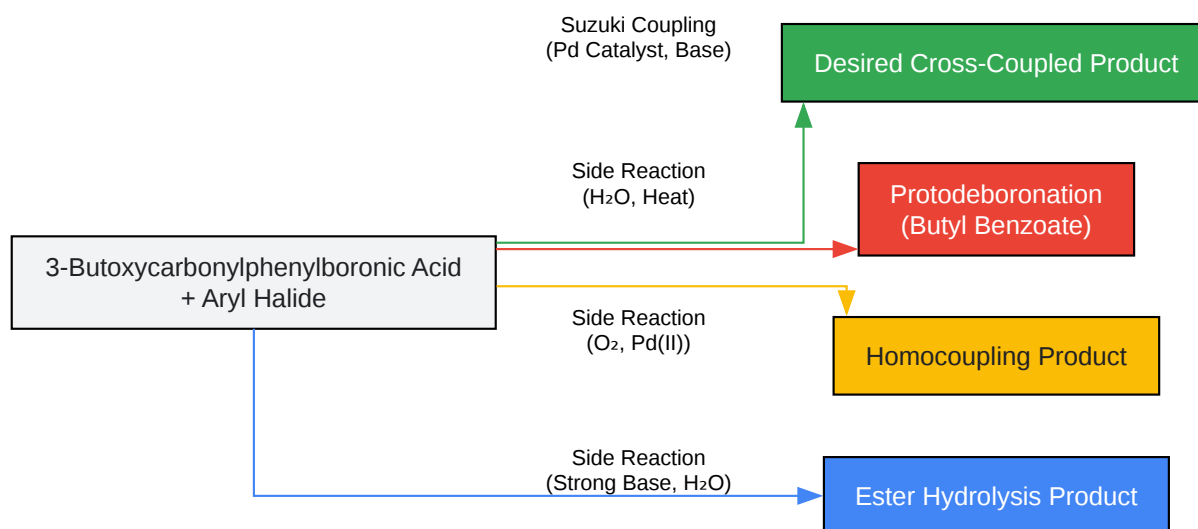 Suzuki Coupling
(Pd Catalyst, Base)
Desired Cross-Coupled Product
Side Reaction
(H₂O, Heat)
Protodeboronation
(Butyl Benzoate)
3-Butoxycarbonylphenylboronic Acid
+ Aryl Halide
Side Reaction
(O₂, Pd(II))
Homocoupling Product
Side Reaction
(Strong Base, H₂O)
Ester Hydrolysis Product